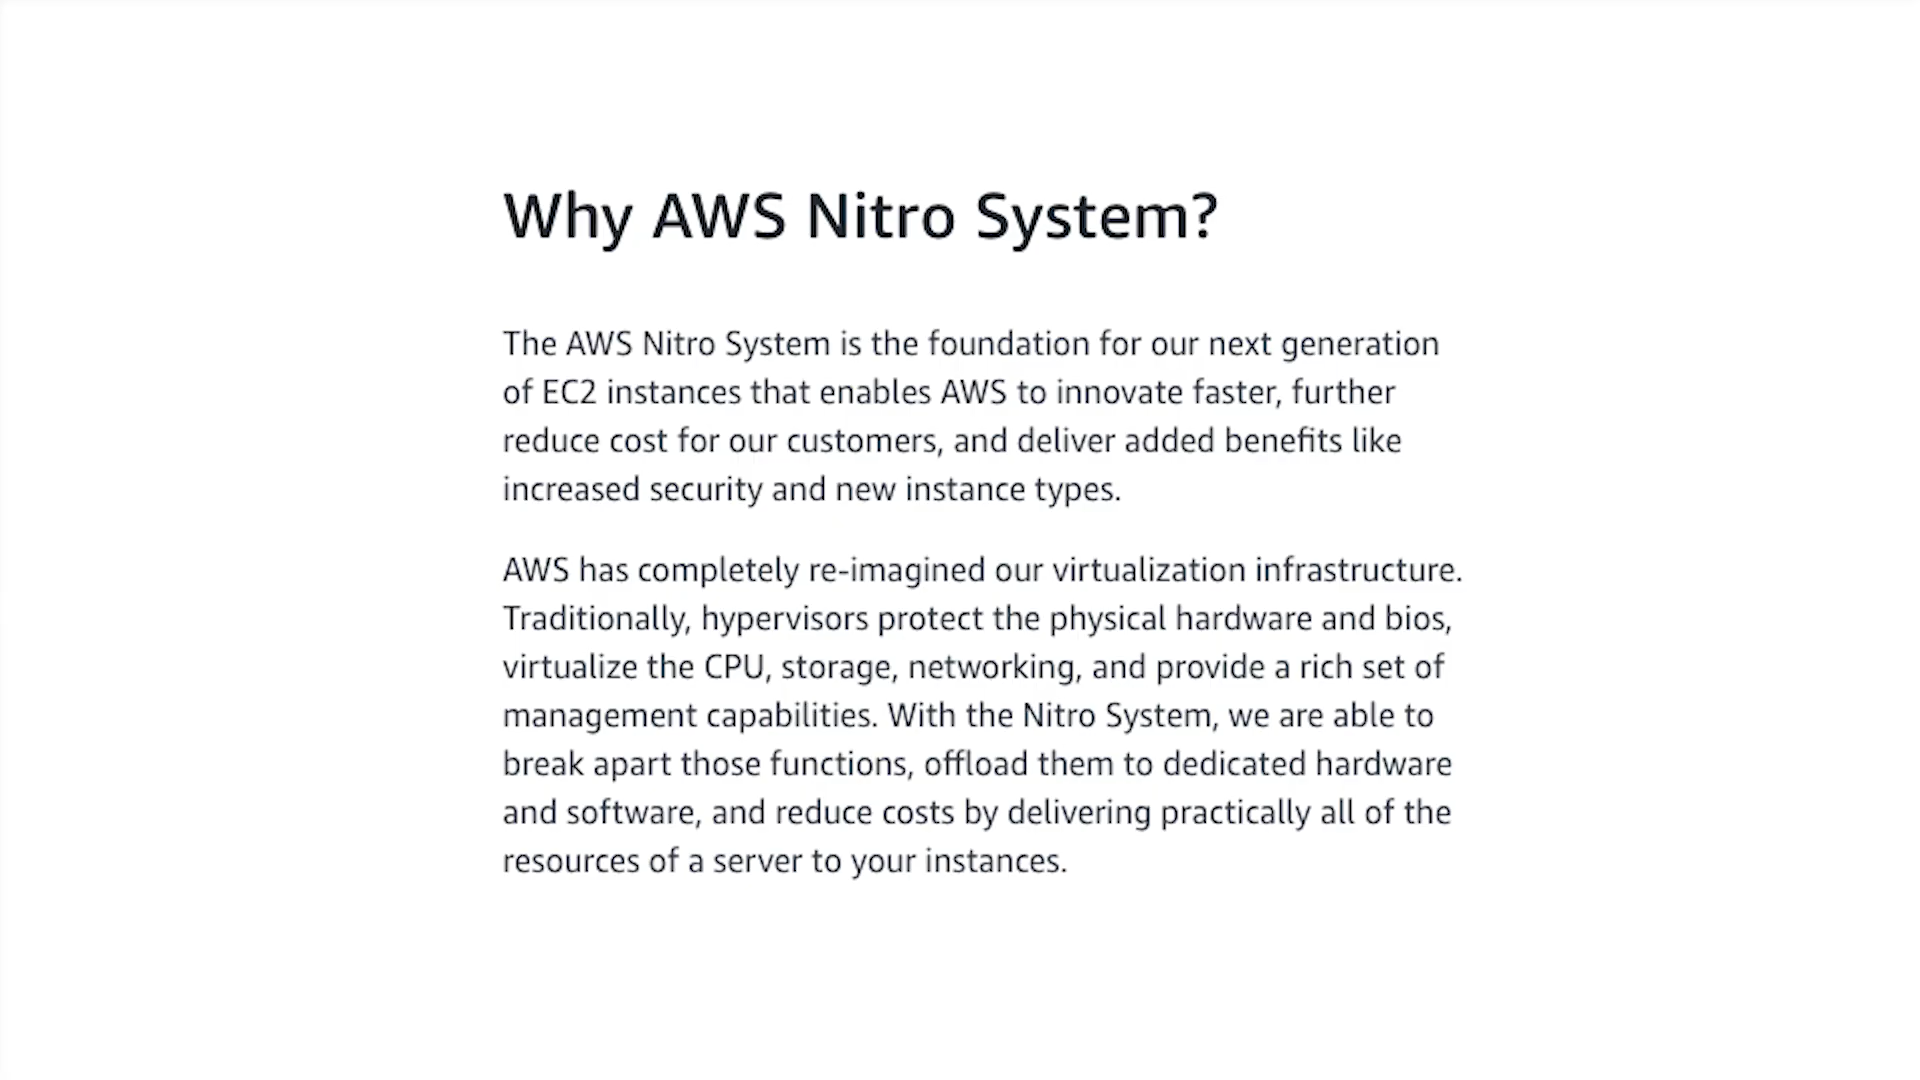 Why AWS Nitro System?
The AWS Nitro System is the foundation for our next generation
of EC2 instances that enables AWS to innovate faster, further
reduce cost for our customers, and deliver added benefits like
increased security and new instance types.
AWS has completely re-imagined our virtualization infrastructure.
Traditionally, hypervisors protect the physical hardware and bios,
virtualize the CPU, storage, networking, and provide a rich set of
management capabilities. With the Nitro System, we are able to
break apart those functions, offload them to dedicated hardware
and software, and reduce costs by delivering practically all of the
resources of a server to your instances.